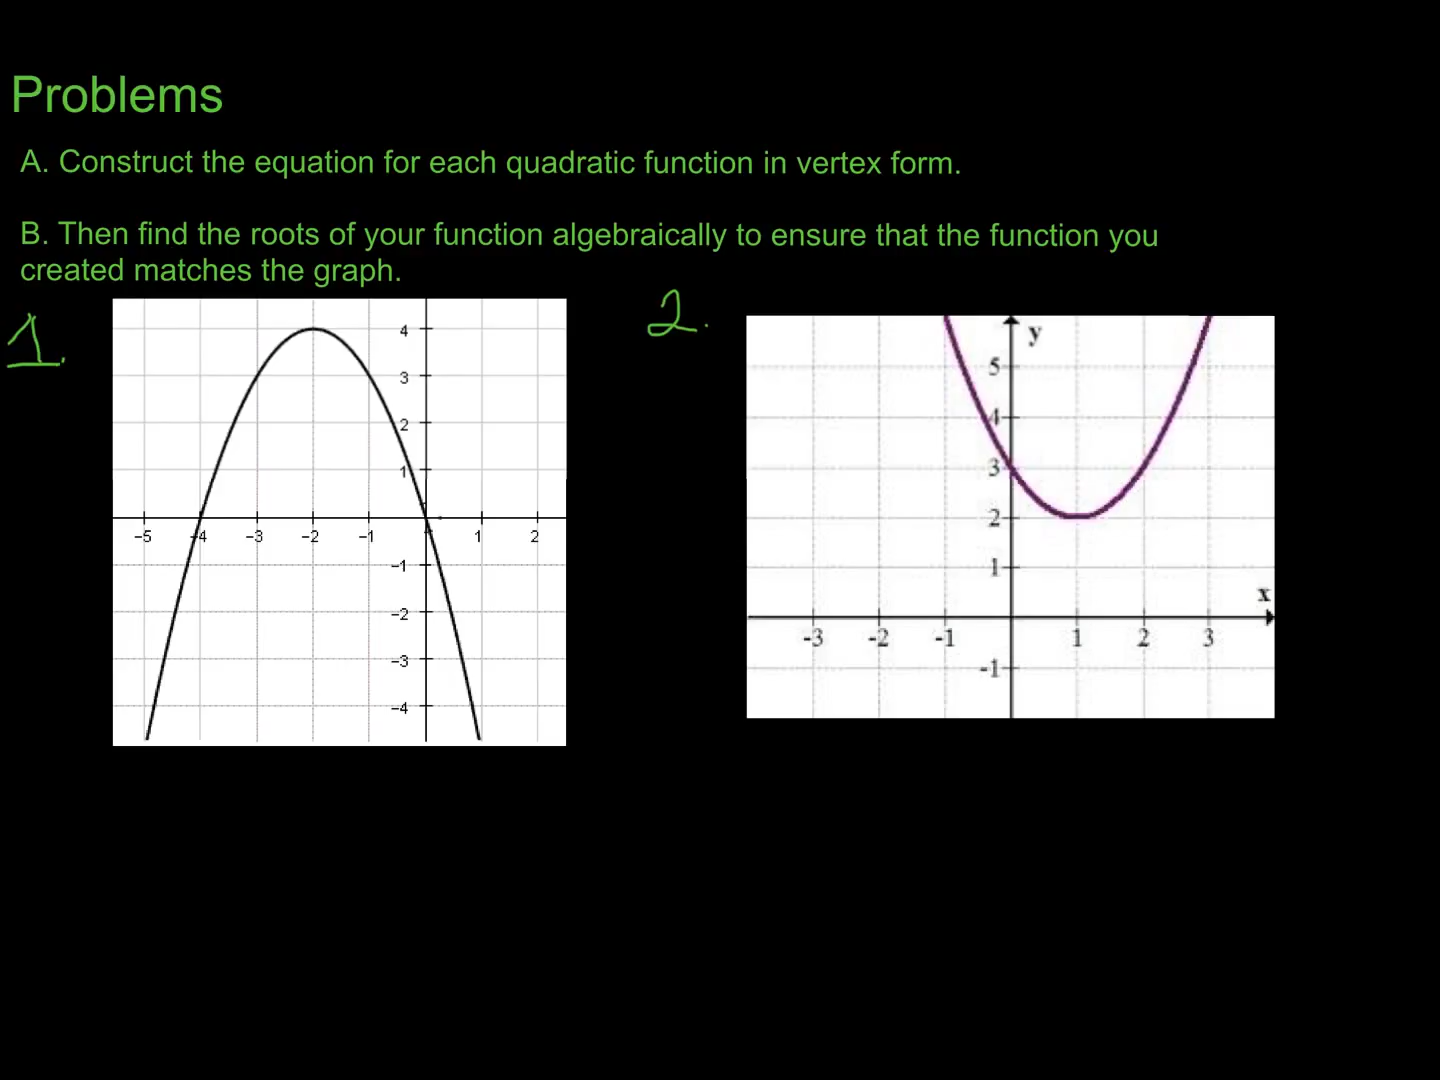 Problems
A. Construct the equation for each quadratic function in vertex form.
B. Then find the roots of your function algebraically to ensure that the function you
created matches the graph.
1.
4
3
2
1
−5 −4 −3 −2 −1 1 2
−1
−2
−3
−4
2.
y
5
4
3
2
1
x
-3 -2 -1 1 2 3
-1